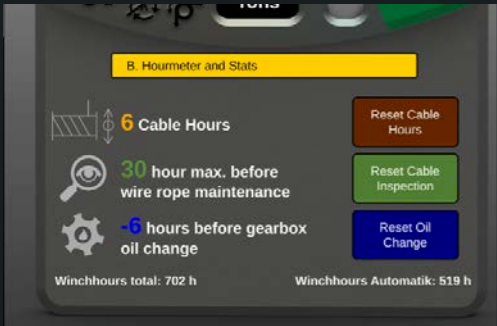 Tons
B. Hourmeter and Stats
6 Cable Hours
Reset Cable
Hours
30 hour max. before
wire rope maintenance
Reset Cable
Inspection
-6 hours before gearbox
oil change
Reset Oil
Change
Winchhours total: 702 h
Winchhours Automatik: 519 h